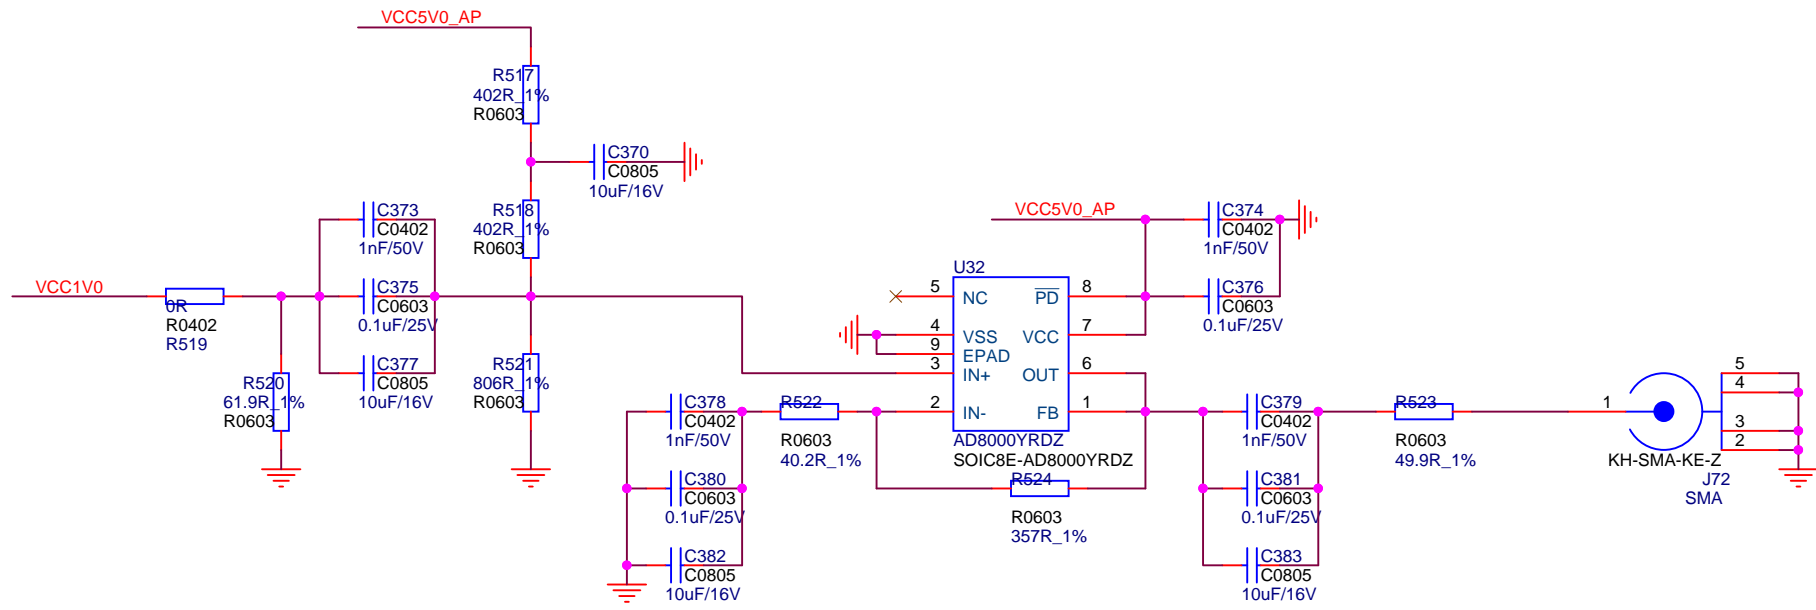 VCC5V0_AP
R517
402R_1%
R0603
C370
C0805
10uF/16V
C373
C0402
1nF/50V
R518
402R_1%
R0603
VCC5V0_AP
C374
C0402
1nF/50V
VCC1V0
0R
R0402
R519
C375
C0603
0.1uF/25V
U32
5
NC
PD
8
C376
C0603
0.1uF/25V
4
VSS
VCC
7
9
EPAD
3
IN+
OUT
6
2
IN-
FB
1
AD8000YRDZ
SOIC8E-AD8000YRDZ
R520
61.9R_1%
R0603
C377
C0805
10uF/16V
R521
806R_1%
R0603
C378
C0402
1nF/50V
R522
R0603
40.2R_1%
C379
C0402
1nF/50V
R523
R0603
49.9R_1%
1
5
4
3
2
KH-SMA-KE-Z
J72
SMA
C380
C0603
0.1uF/25V
R524
R0603
357R_1%
C381
C0603
0.1uF/25V
C382
C0805
10uF/16V
C383
C0805
10uF/16V